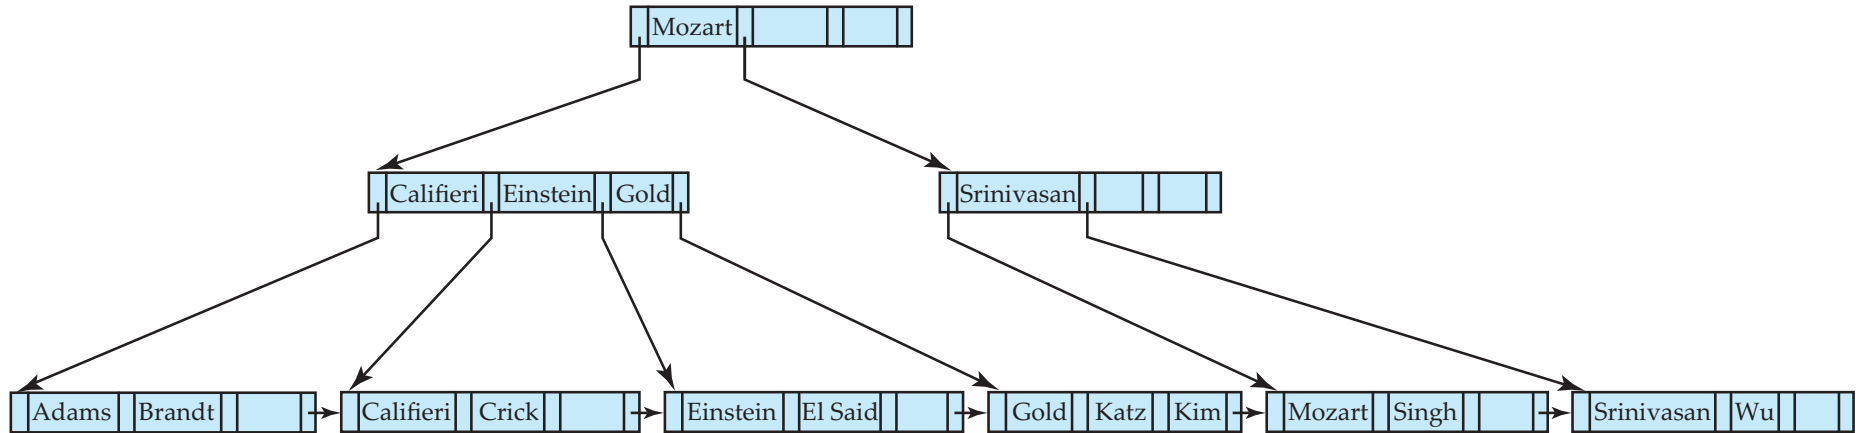 Mozart
Califieri Einstein Gold Srinivasan
Adams Brandt Califieri Crick Einstein El Said Gold Katz Kim Mozart Singh Srinivasan Wu